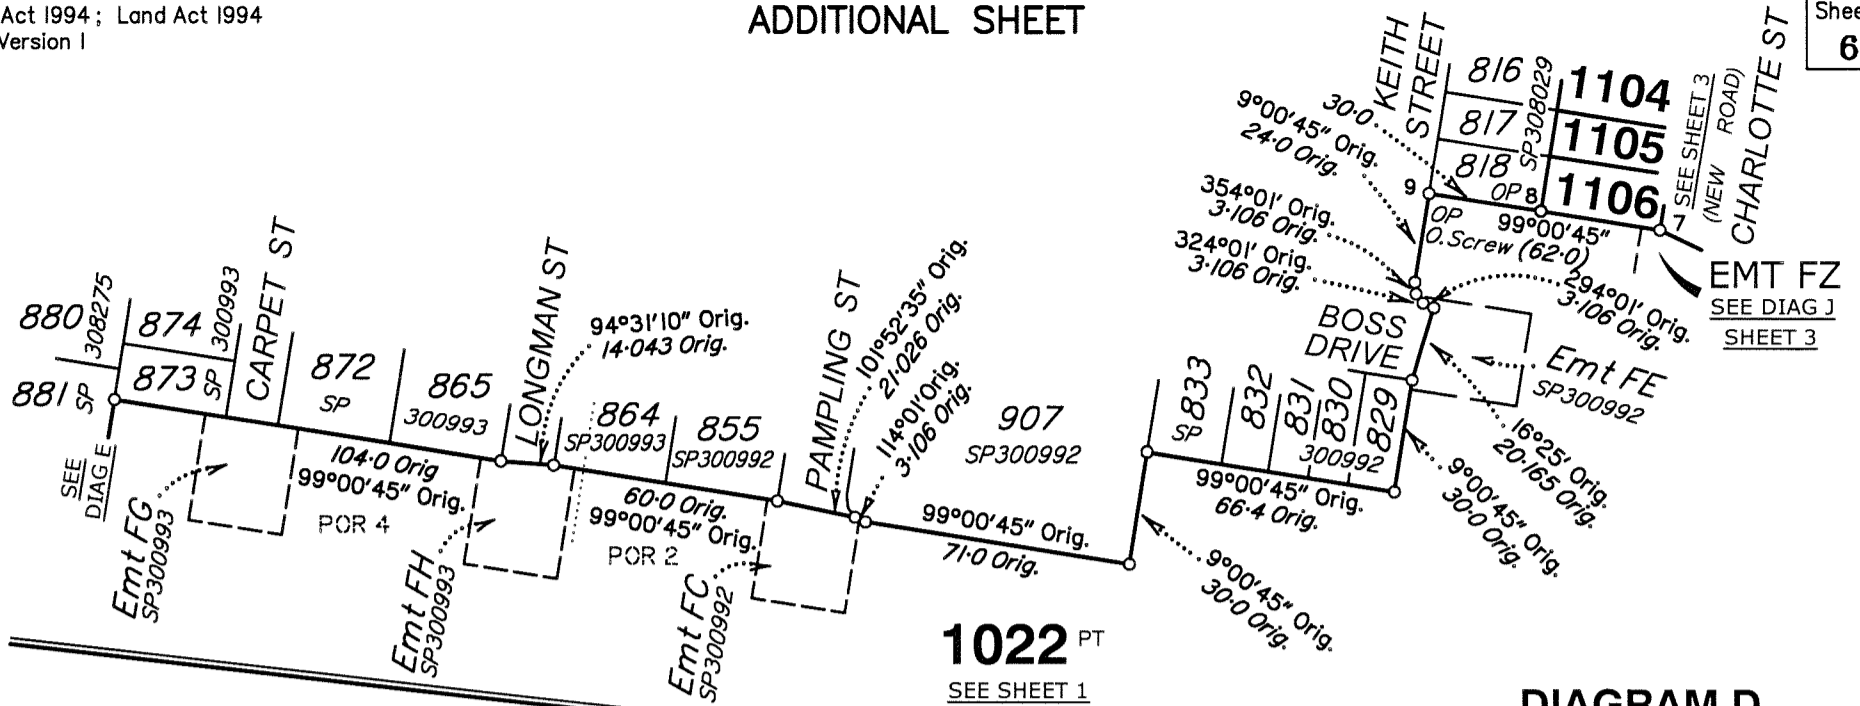 Act 1994 ; Land Act 1994
Version 1
ADDITIONAL SHEET
6
KEITH
STREET
816
817
818
SP308029
1104
1105
1106
SEE SHEET 3
(NEW ROAD)
CHARLOTTE ST
30·0
9°00'45" Orig.
24·0 Orig.
354°01' Orig.
3·106 Orig.
324°01' Orig.
3·106 Orig.
9
OP
8
7
OP
O.Screw (62·0)
99°00'45"
294°01' Orig.
3·106 Orig.
EMT FZ
SEE DIAG J
SHEET 3
BOSS
DRIVE
Emt FE
SP300992
16°25' Orig.
20·165 Orig.
9°00'45" Orig.
30·0 Orig.
880
308275
881
SP
874
873
SP
300993
CARPET ST
872
SP
865
300993
LONGMAN ST
94°31'10" Orig.
14·043 Orig.
864
SP300993
855
SP300992
PAMPLING ST
101°52'35" Orig.
21·026 Orig.
114°01' Orig.
3·106 Orig.
907
SP300992
833
SP
832
831
830
829
300992
99°00'45" Orig.
66·4 Orig.
9°00'45" Orig.
30·0 Orig.
SEE
DIAG E
104·0 Orig
99°00'45" Orig.
POR 4
Emt FG
SP300993
Emt FH
SP300993
60·0 Orig.
99°00'45" Orig.
POR 2
Emt FC
SP300992
99°00'45" Orig.
71·0 Orig.
1022 PT
SEE SHEET 1
DIAGRAM D